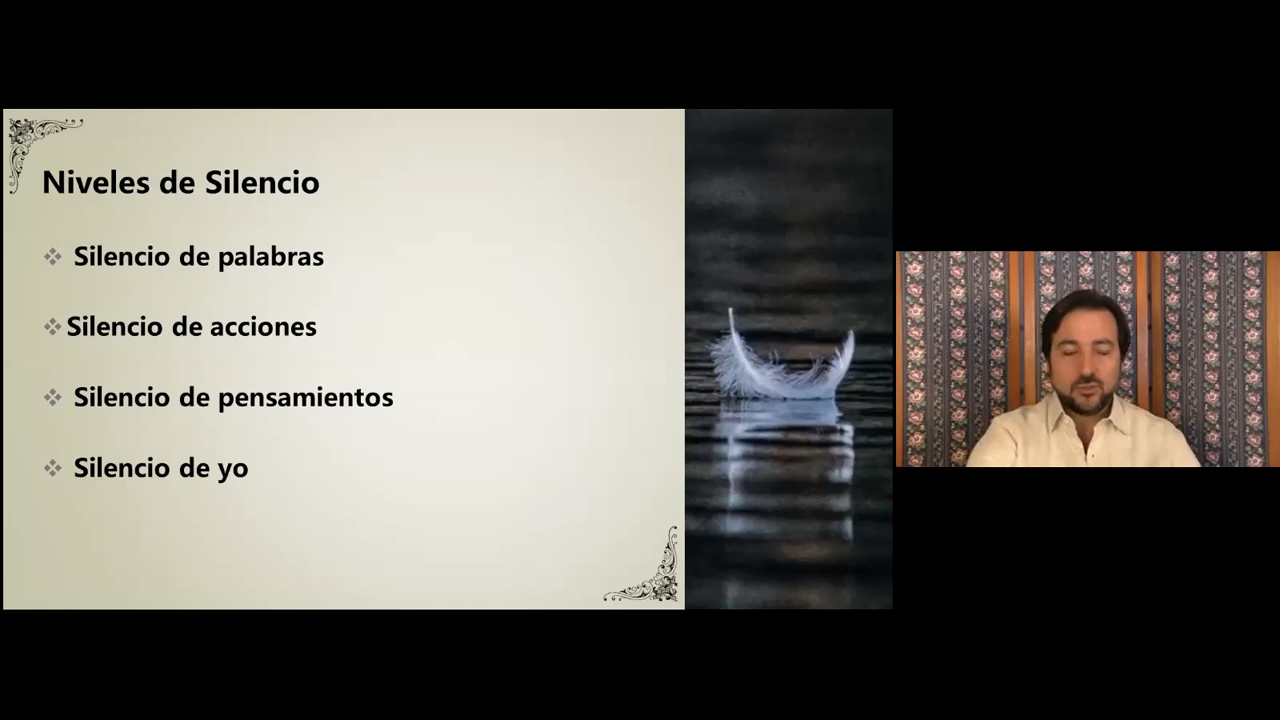 Niveles de Silencio
Silencio de palabras
Silencio de acciones
Silencio de pensamientos
Silencio de yo